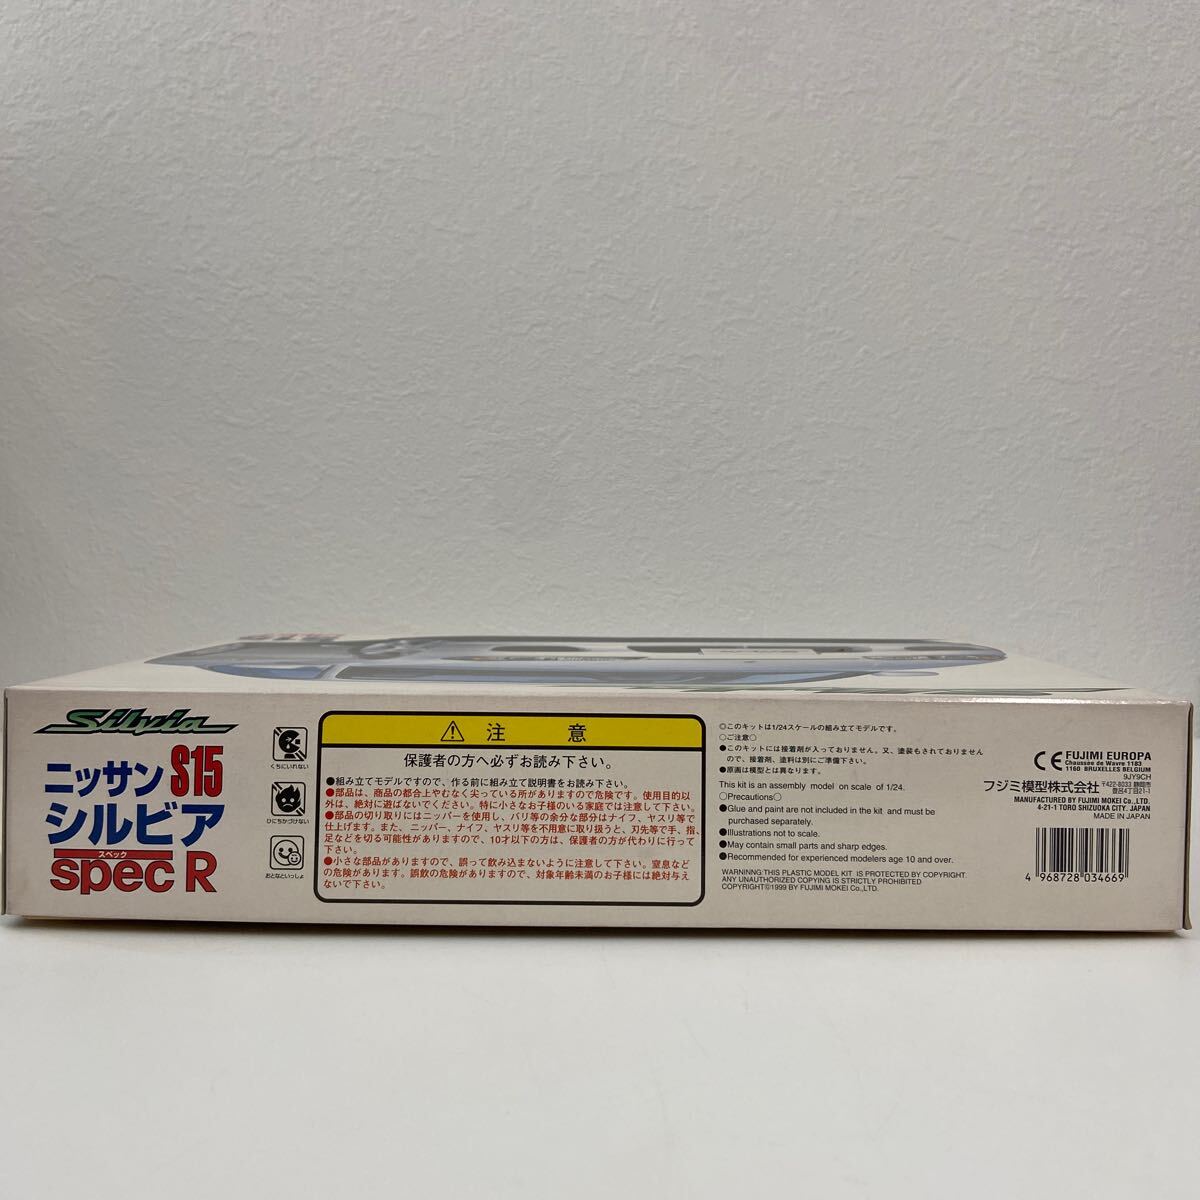 Silvia
ニッサン S15
シルビア
スペック
spec R
くちにいれない
ひにちかづけない
おとなといっしょ
⚠ 注 意
保護者の方へ必ずお読み下さい。
●組み立てモデルですので、作る前に組み立て説明書をお読み下さい。
●部品は、商品の都合上やむなく尖っている所がありますので危険です。使用目的以
外は、絶対に遊ばないでください。特に小さなお子様のいる家庭では注意して下さい。
●部品の切り取りにはニッパーを使用し、バリ等の余分な部分はナイフ、ヤスリ等で
仕上げます。また、ニッパー、ナイフ、ヤスリ等を不用意に取り扱うと、刃先等で手、指、
足などを切る可能性がありますので、10才以下の方は、保護者の方が代わりに行って
下さい。
●小さな部品がありますので、誤って飲み込まないように注意して下さい。窒息など
の危険があります。誤飲の危険がありますので、対象年齢未満のお子様には絶対与え
ないで下さい。
◎このキットは1/24スケールの組み立てモデルです。
○ご注意○
●このキットには接着剤が入っておりません。又、塗装もされておりません
ので、接着剤、塗料は別にご準備下さい。
●原画は模型とは異なります。
This kit is an assembly model on scale of 1/24.
○Precautions○
●Glue and paint are not included in the kit and must be
purchased separately.
●Illustrations not to scale.
●May contain small parts and sharp edges.
●Recommended for experienced modelers age 10 and over.
WARNINNG:THIS PLASTIC MODEL KIT IS PROTECTED BY COPYRIGHT.
ANY UNAUTHORIZED COPYING IS STRICTLY PROHIBITED
COPYRIGHT©1999 BY FUJIMI MOKEI Co.,LTD.
CE FUJIMI EUROPA
Chaussée de Wavre 1183
1160 BRUXELLES BELGIUM
9JY9CH
フジミ模型株式会社 〒422-8033 静岡市
登呂4丁目21-1
MANUFACTURED BY FUJIMI MOKEI Co.,LTD.
4-21-1 TORO SHIZUOKA CITY. JAPAN
MADE IN JAPAN
4 968728 034669